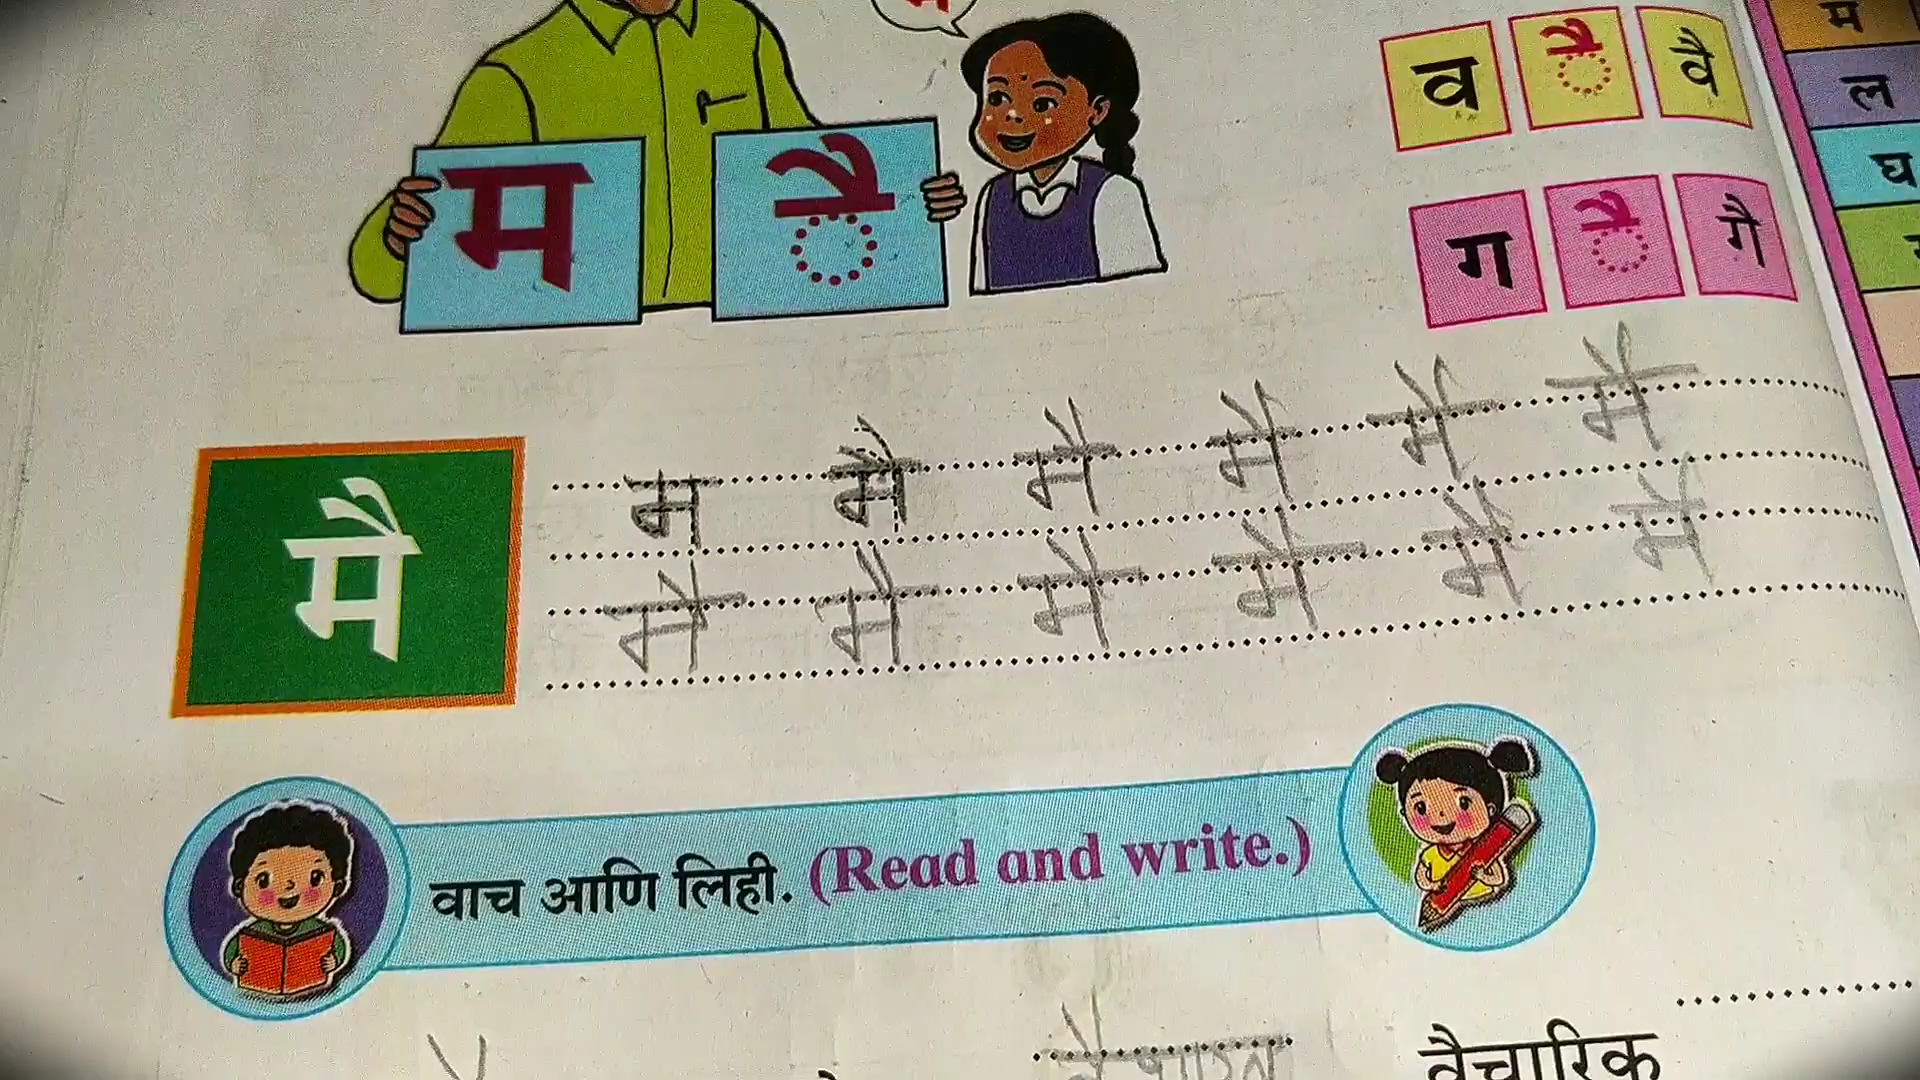 व ै वै
म ै
ग ै गै
म
ल
घ
मै म मै मै मै मै मै
मै मै मै मै मै मै
वाच आणि लिही. (Read and write.)
वैचारिक